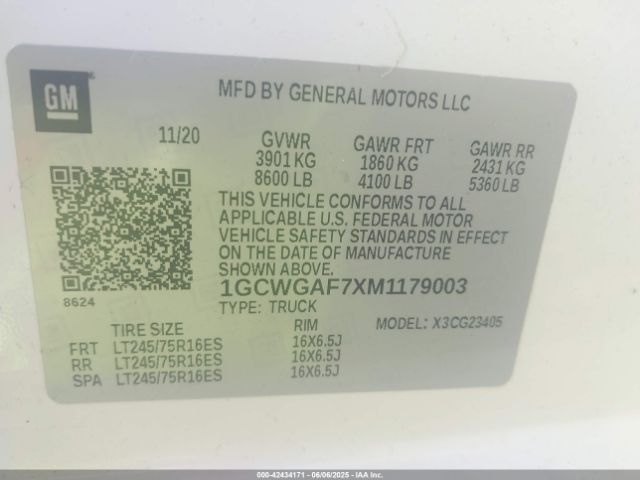 GM
MFD BY GENERAL MOTORS LLC
11/20 GVWR GAWR FRT GAWR RR
3901 KG 1860 KG 2431 KG
8600 LB 4100 LB 5360 LB
THIS VEHICLE CONFORMS TO ALL
APPLICABLE U.S. FEDERAL MOTOR
VEHICLE SAFETY STANDARDS IN EFFECT
ON THE DATE OF MANUFACTURE
SHOWN ABOVE.
8624
1GCWGAF7XM1179003
TYPE: TRUCK
MODEL: X3CG23405
TIRE SIZE RIM
FRT LT245/75R16ES 16X6.5J
RR LT245/75R16ES 16X6.5J
SPA LT245/75R16ES 16X6.5J
000-42434171 - 06/06/2025 - IAA Inc.